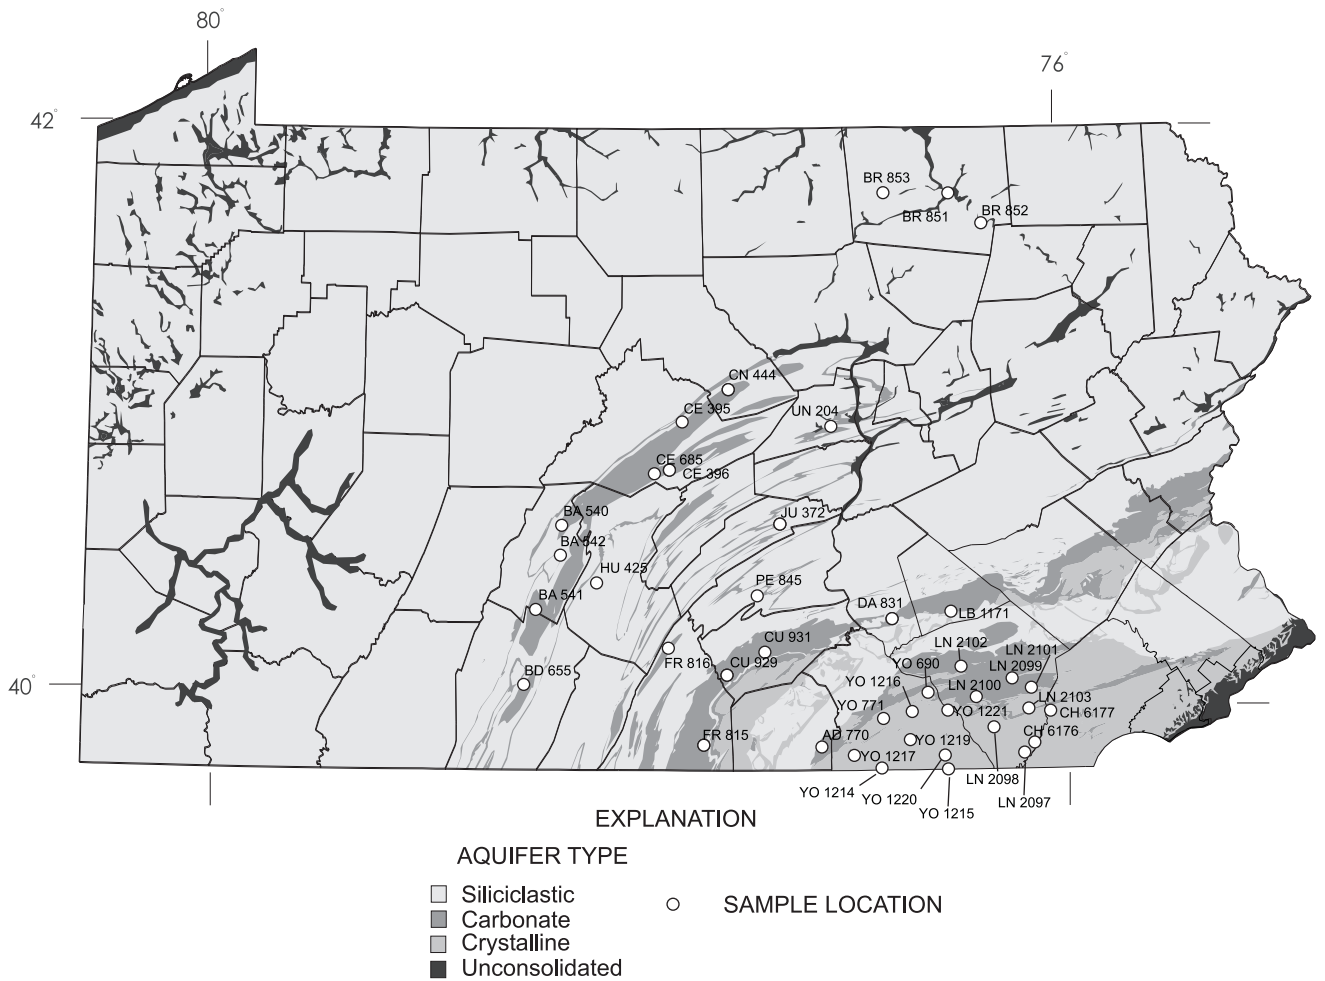 80°
76°
42°
BR 853
BR 851
BR 852
CN 444
CE 395
UN 204
CE 685
CE 396
BA 540
JU 372
BA 542
HU 425
PE 845
BA 541
DA 831
LB 1171
CU 931
LN 2102
LN 2101
FR 816
CU 929
YO 690
LN 2099
40°
BD 655
YO 1216
LN 2100
LN 2103
YO 771
YO 1221
CH 6177
FR 815
AD 770
YO 1219
CH 6176
YO 1217
LN 2098
YO 1214
YO 1220
LN 2097
YO 1215
EXPLANATION
AQUIFER TYPE
Siliciclastic
Carbonate
Crystalline
Unconsolidated
SAMPLE LOCATION